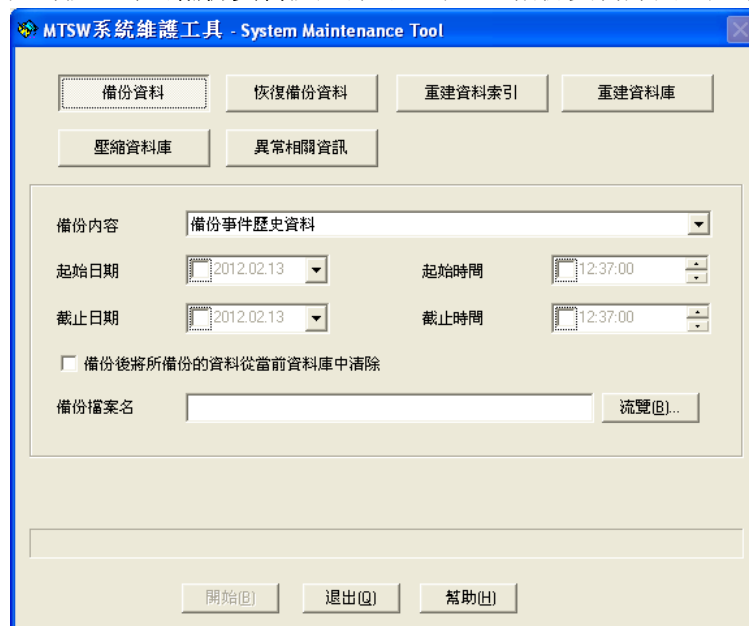 MTSW系統維護工具 - System Maintenance Tool
備份資料 恢復備份資料 重建資料索引 重建資料庫
壓縮資料庫 異常相關資訊
備份内容 備份事件歷史資料
起始日期 2012.02.13 起始時間 12:37:00
截止日期 2012.02.13 截止時間 12:37:00
備份後將所備份的資料從當前資料庫中清除
備份檔案名 流覽(B)...
開始(B) 退出(Q) 幫助(H)